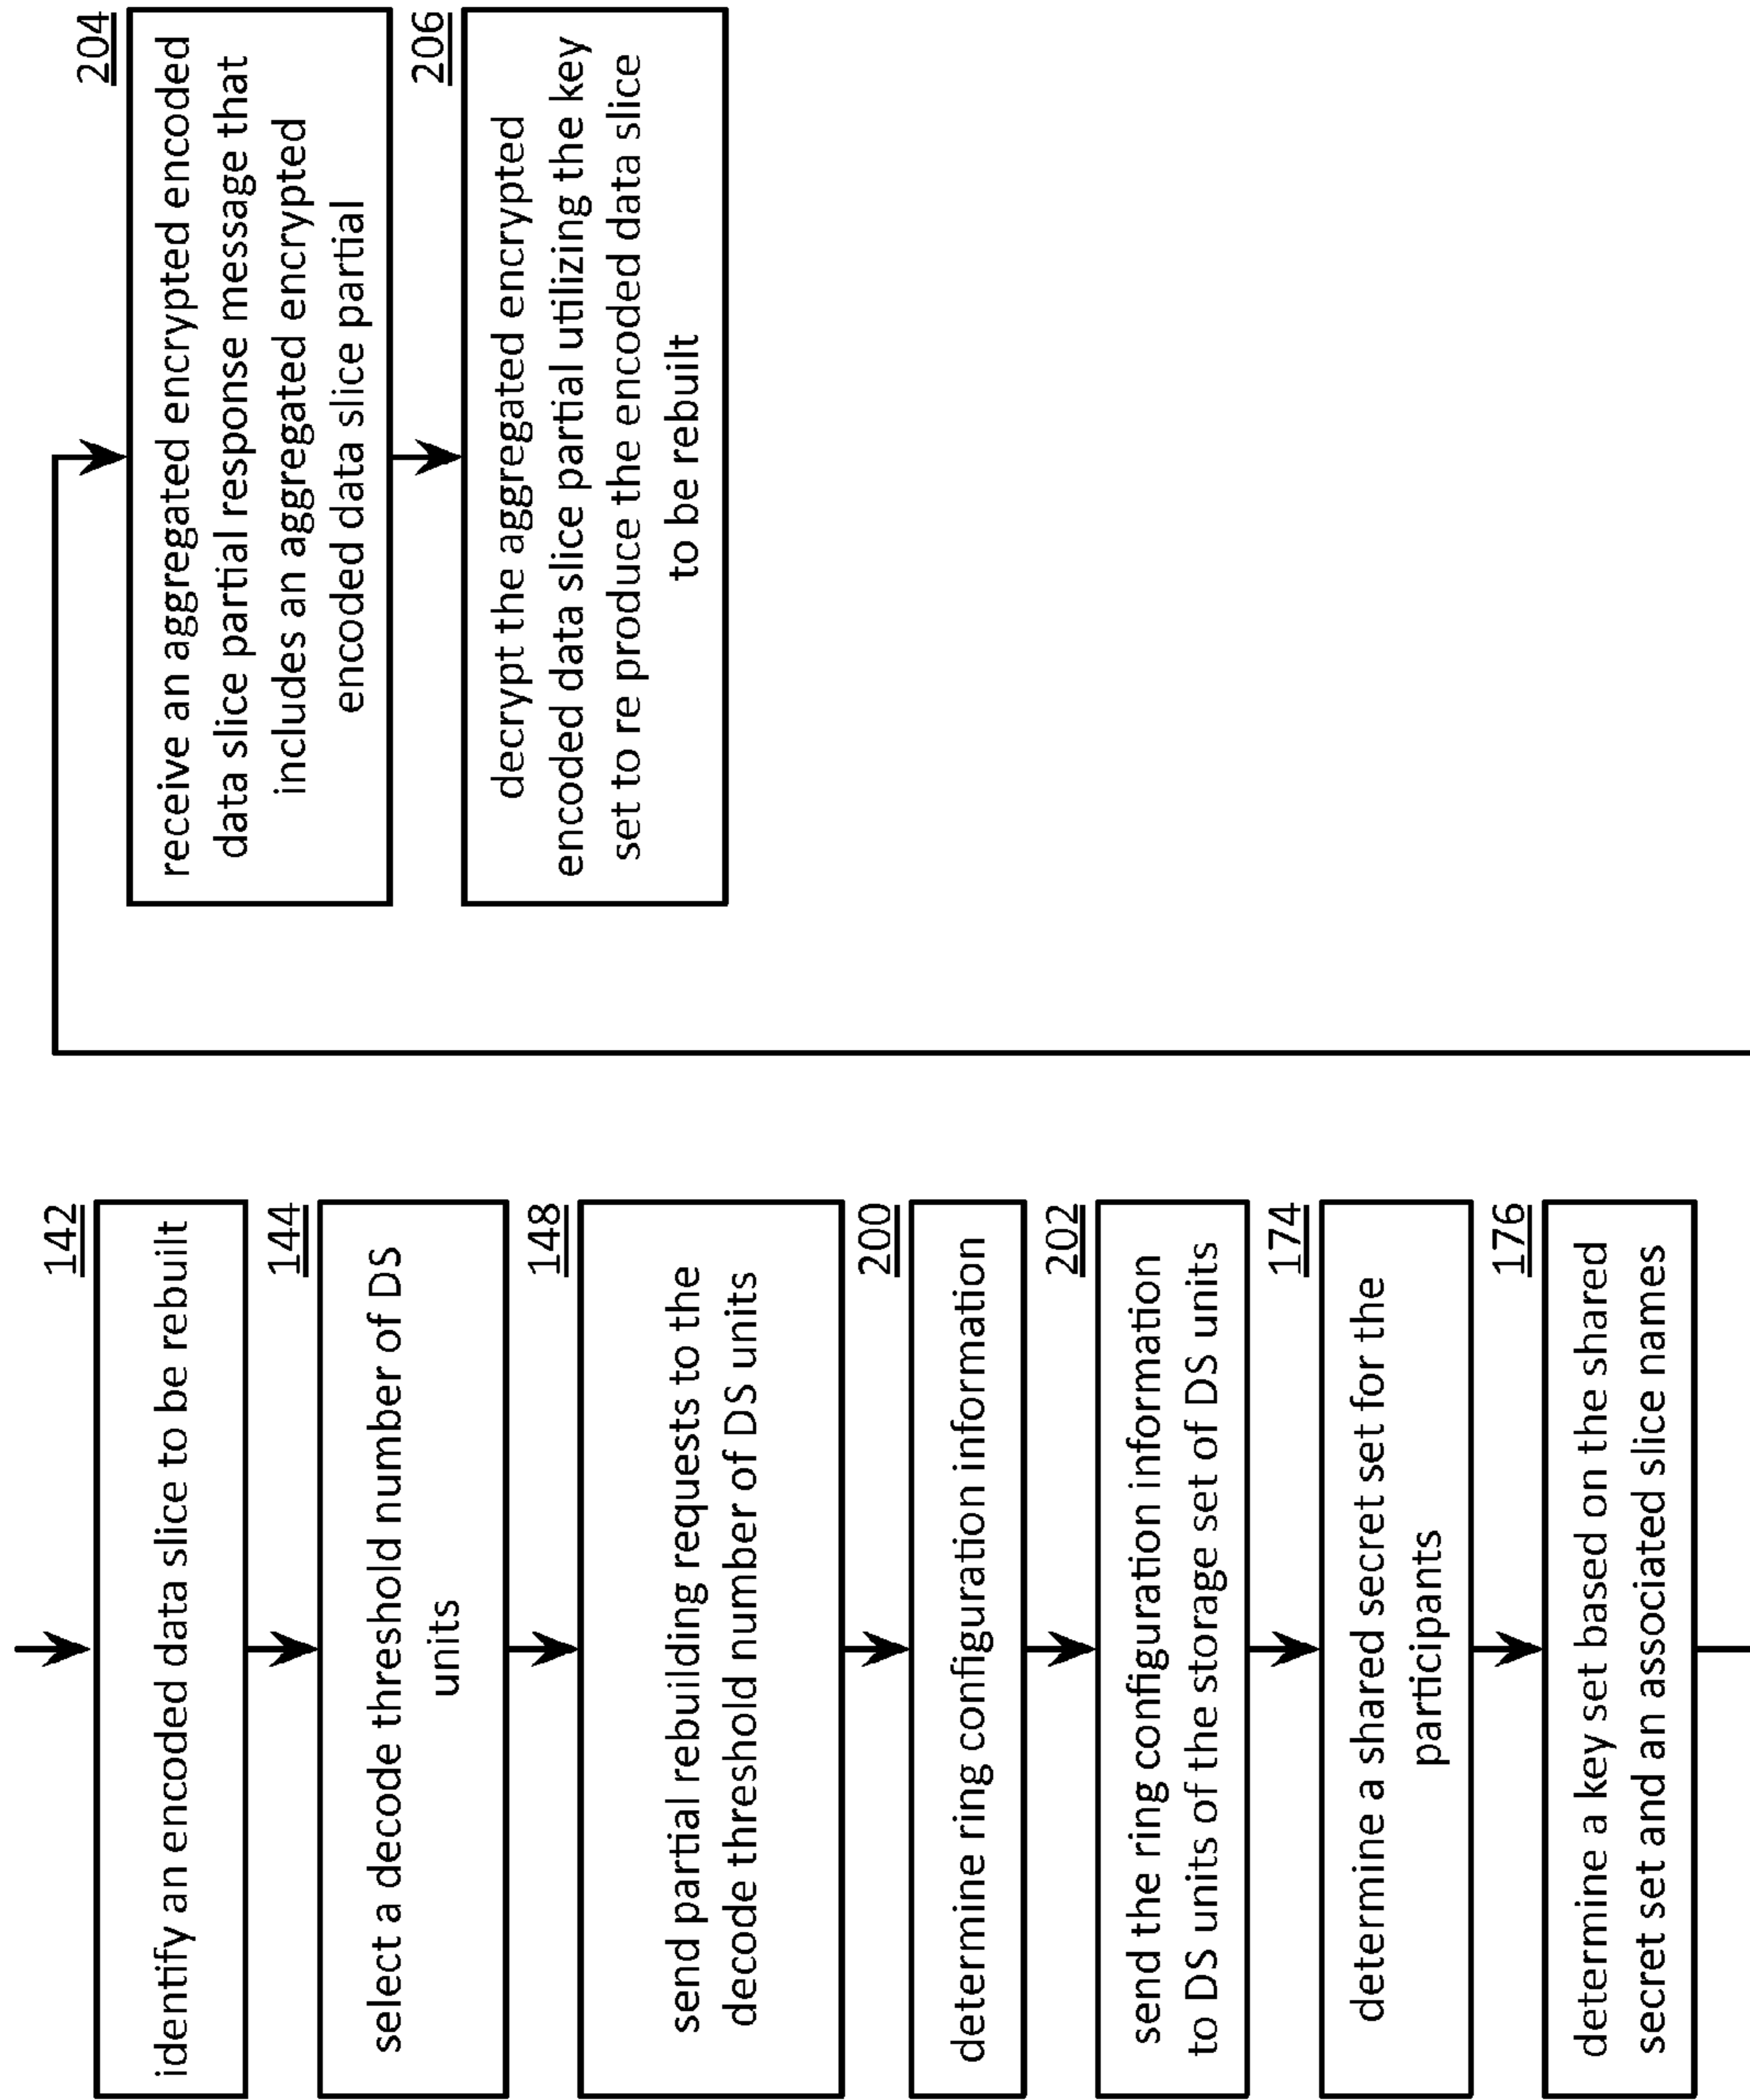 142
identify an encoded data slice to be rebuilt
144
select a decode threshold number of DS
units
148
send partial rebuilding requests to the
decode threshold number of DS units
200
determine ring configuration information
202
send the ring configuration information
to DS units of the storage set of DS units
174
determine a shared secret set for the
participants
176
determine a key set based on the shared
secret set and an associated slice names
204
receive an aggregated encrypted encoded
data slice partial response message that
includes an aggregated encrypted
encoded data slice partial
206
decrypt the aggregated encrypted
encoded data slice partial utilizing the key
set to re produce the encoded data slice
to be rebuilt